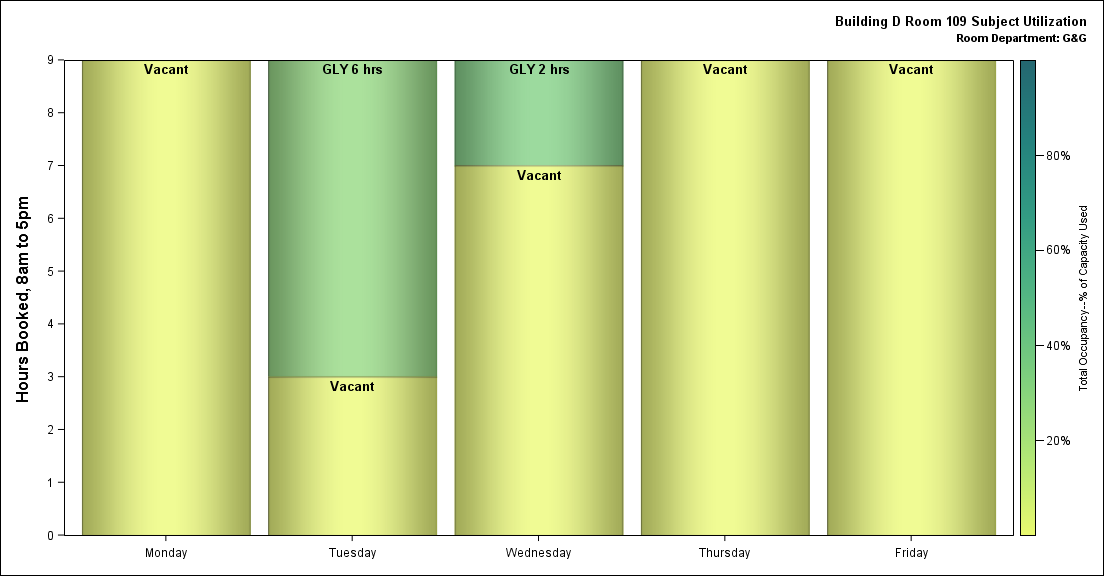 Building D Room 109 Subject Utilization
Room Department: G&G
Hours Booked, 8am to 5pm
9
8
7
6
5
4
3
2
1
0
Vacant
GLY 6 hrs
GLY 2 hrs
Vacant
Vacant
Vacant
Vacant
Monday
Tuesday
Wednesday
Thursday
Friday
80%
60%
40%
20%
Total Occupancy--% of Capacity Used